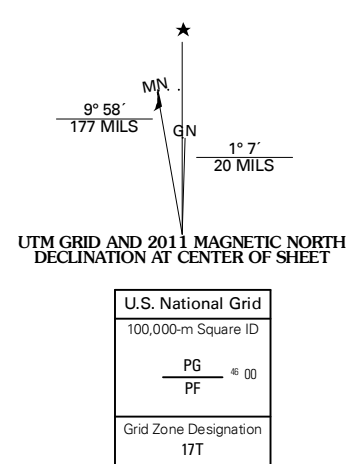 MN
9° 58´
177 MILS
GN
1° 7´
20 MILS
UTM GRID AND 2011 MAGNETIC NORTH
DECLINATION AT CENTER OF SHEET
U.S. National Grid
100,000-m Square ID
PG
46 00
PF
Grid Zone Designation
17T